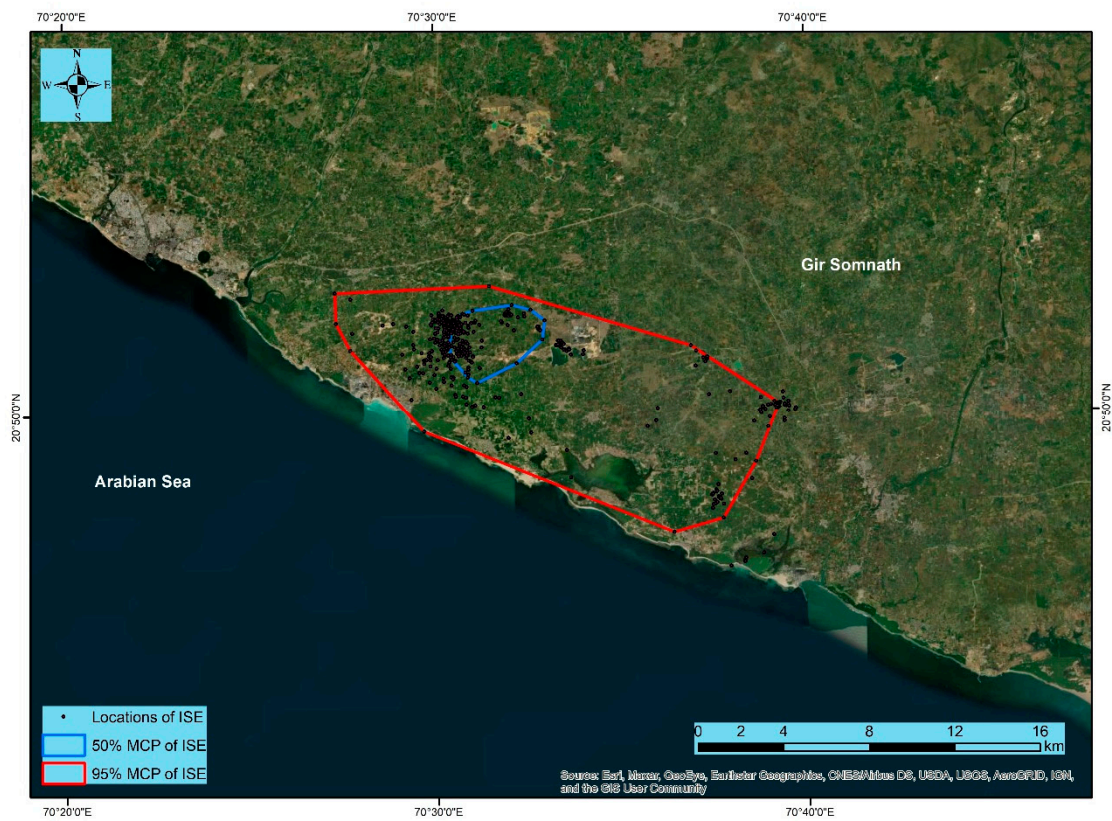 70°20'0"E 70°30'0"E 70°40'0"E
N
W E
S
Gir Somnath
20°50'0"N
20°50'0"N
Arabian Sea
Locations of ISE
50% MCP of ISE
95% MCP of ISE
0 2 4 8 12 16
km
Source: Esri, Maxar, GeoEye, Earthstar Geographics, CNES/Airbus DS, USDA, USGS, AeroGRID, IGN,
and the GIS User Community
70°20'0"E 70°30'0"E 70°40'0"E